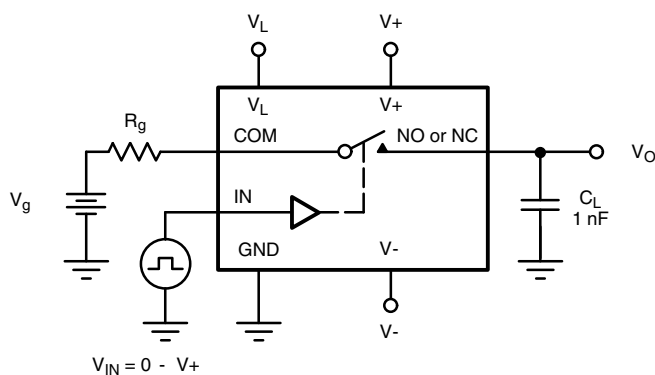 VL V+
VL V+
Rg
COM NO or NC VO
Vg
IN CL
1 nF
GND V-
V-
VIN = 0 - V+